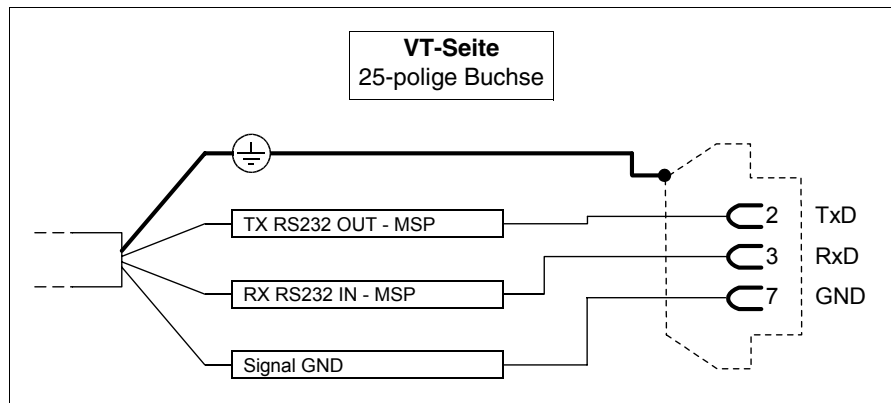 VT-Seite
25-polige Buchse
TX RS232 OUT - MSP
2 TxD
RX RS232 IN - MSP
3 RxD
7 GND
Signal GND